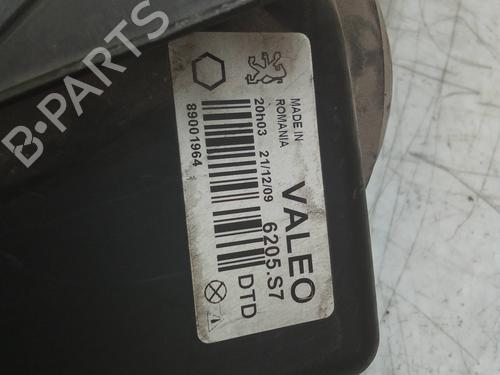 MADE IN
ROMANIA
20h03 21/12/09
89001964
VALEO
6205.S7
DTD
B-PARTS